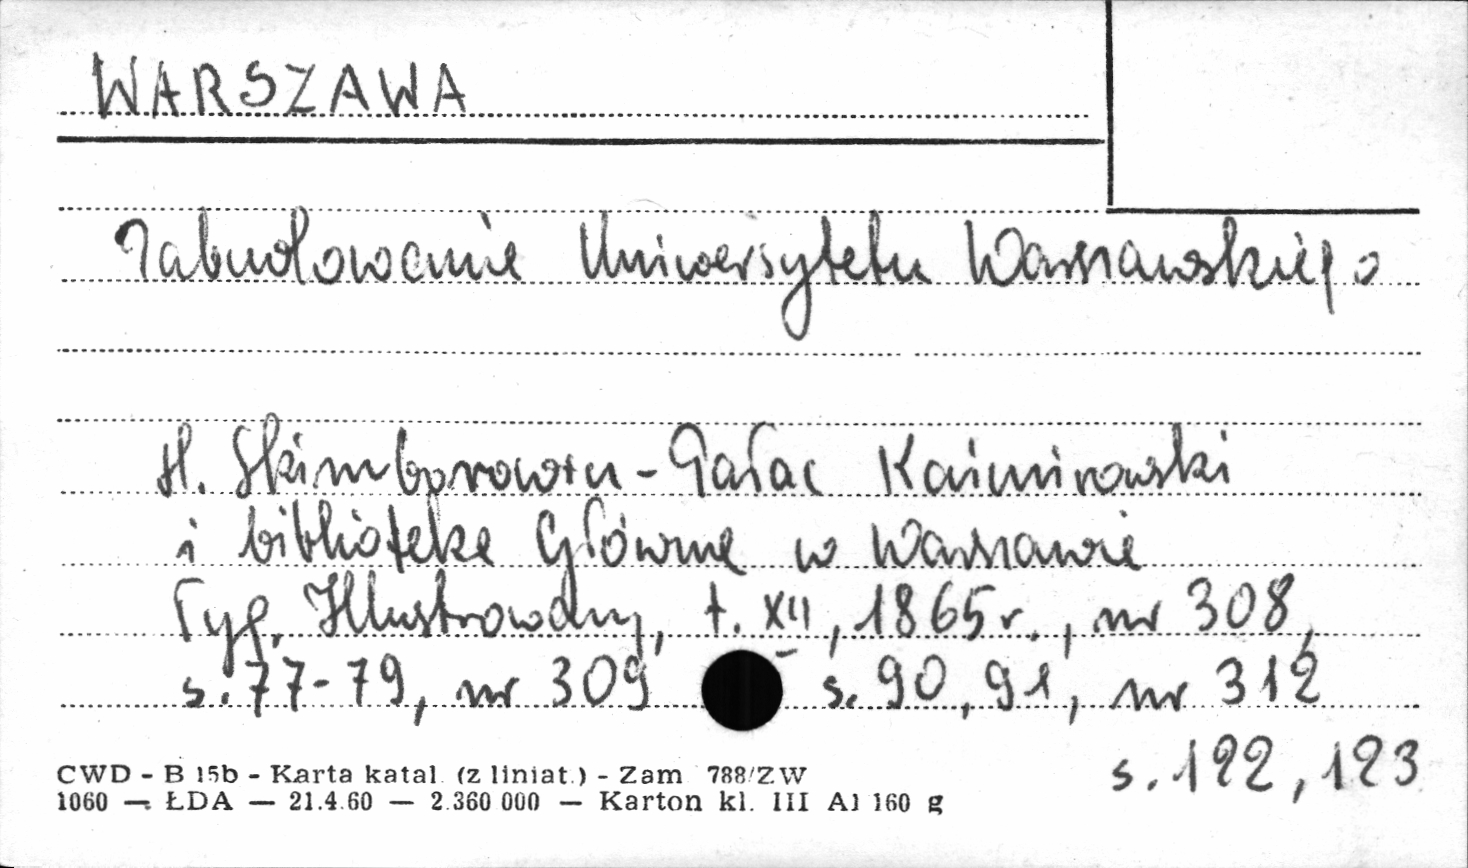 WARSZAWA
Zabudowanie Uniwersytetu Warszawskiego
H. Skimborowicz - Pałac Kazimirowski
i biblioteka Główna w Warszawie
Tyg. Illustrowany, t. XII, 1865 r., nr 308,
s. 77-79, nr 309 s. 90, 91, nr 312
s. 122, 123
CWD - B 15b - Karta katal. (z liniat.) - Zam 788/ZW
1060 — ŁDA — 21.4.60 — 2.360 000 — Karton kl. III A1 160 g